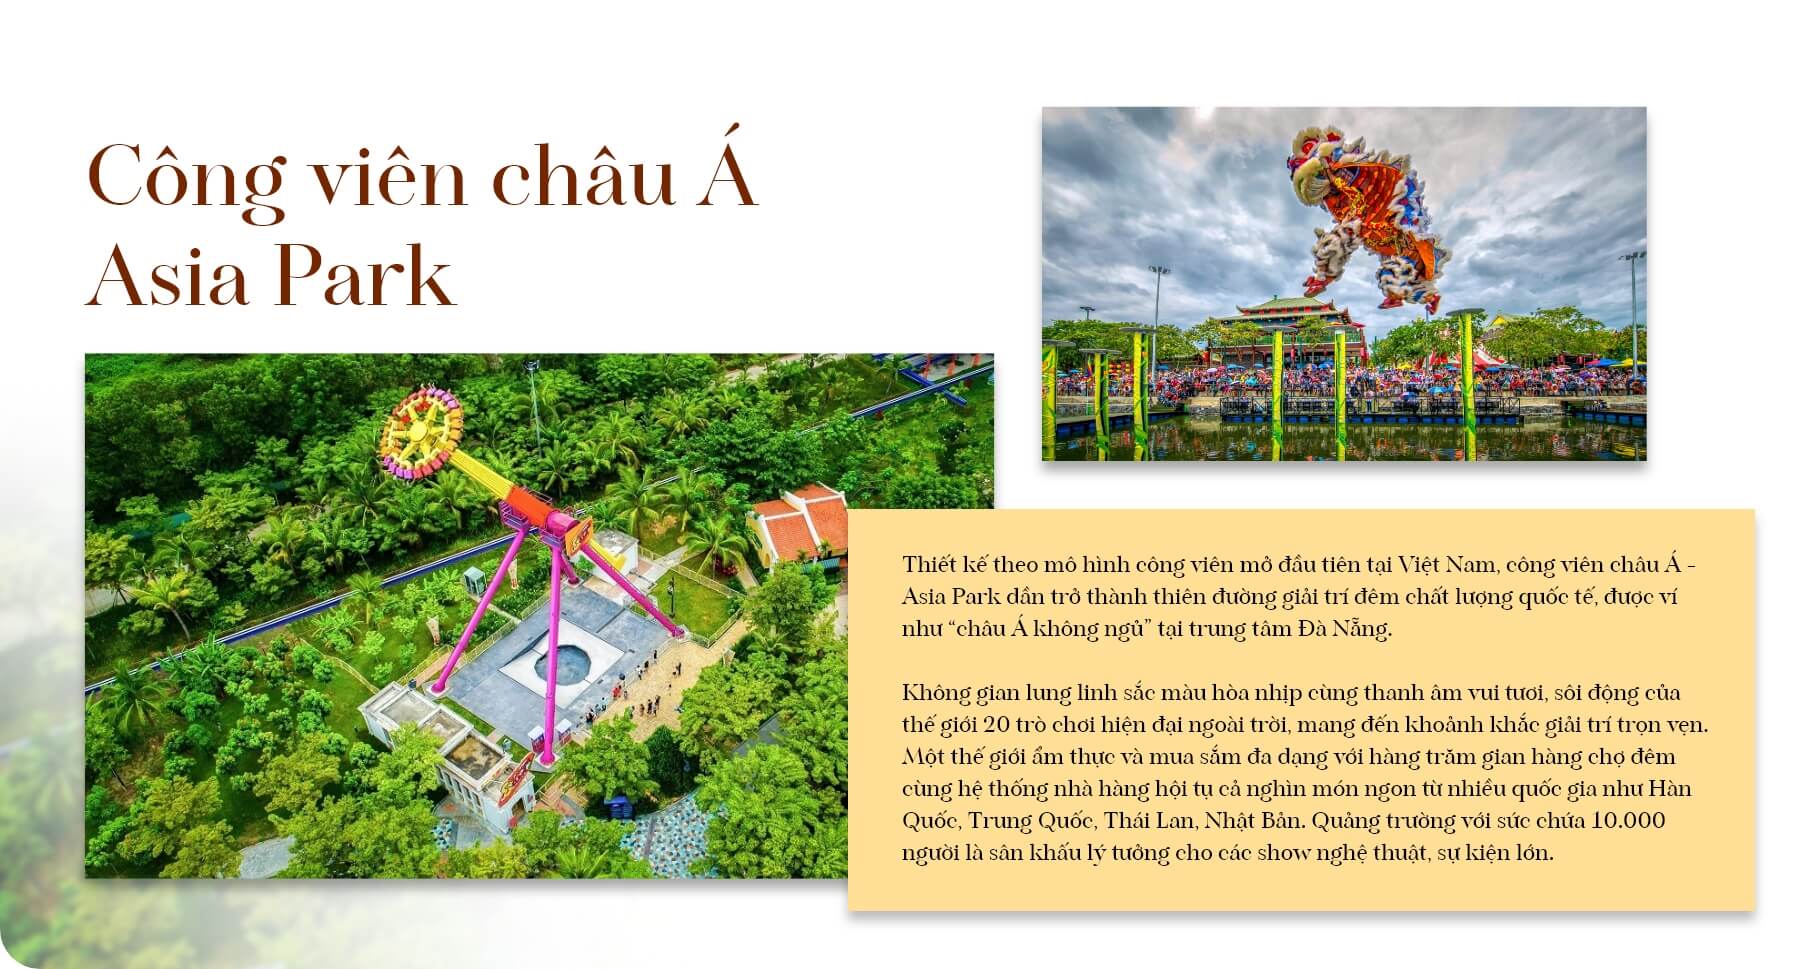 Công viên châu Á
Asia Park
Thiết kế theo mô hình công viên mở đầu tiên tại Việt Nam, công viên châu Á -
Asia Park dần trở thành thiên đường giải trí đêm chất lượng quốc tế, được ví
như “châu Á không ngủ” tại trung tâm Đà Nẵng.
Không gian lung linh sắc màu hòa nhịp cùng thanh âm vui tươi, sôi động của
thế giới 20 trò chơi hiện đại ngoài trời, mang đến khoảnh khắc giải trí trọn vẹn.
Một thế giới ẩm thực và mua sắm đa dạng với hàng trăm gian hàng chợ đêm
cùng hệ thống nhà hàng hội tụ cả nghìn món ngon từ nhiều quốc gia như Hàn
Quốc, Trung Quốc, Thái Lan, Nhật Bản. Quảng trường với sức chứa 10.000
người là sân khấu lý tưởng cho các show nghệ thuật, sự kiện lớn.